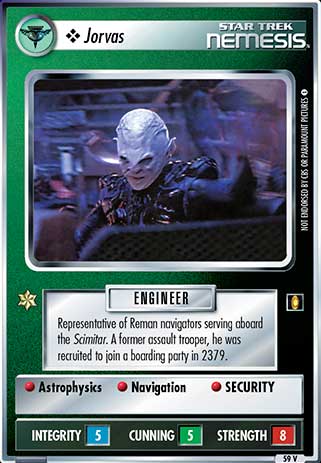 ❖ Jorvas
STAR TREK
NEMESIS™
NOT ENDORSED BY CBS OR PARAMOUNT PICTURES
ENGINEER
Representative of Reman navigators serving aboard
the Scimitar. A former assault trooper, he was
recruited to join a boarding party in 2379.
Astrophysics
Navigation
SECURITY
INTEGRITY 5
CUNNING 5
STRENGTH 8
59 V